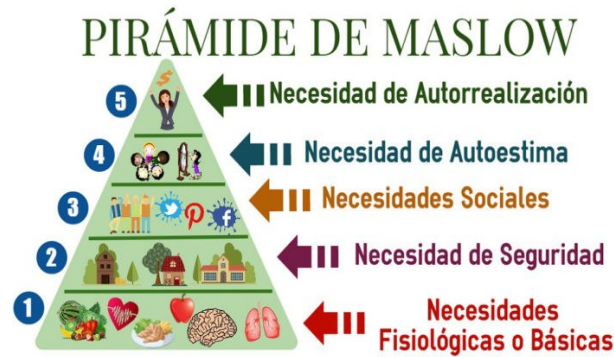 PIRÁMIDE DE MASLOW
5
Necesidad de Autorrealización
4
Necesidad de Autoestima
3
Necesidades Sociales
2
Necesidad de Seguridad
1
Necesidades
Fisiológicas o Básicas